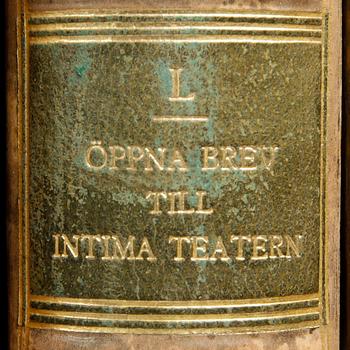 L
ÖPPNA BREV
TILL
INTIMA TEATERN